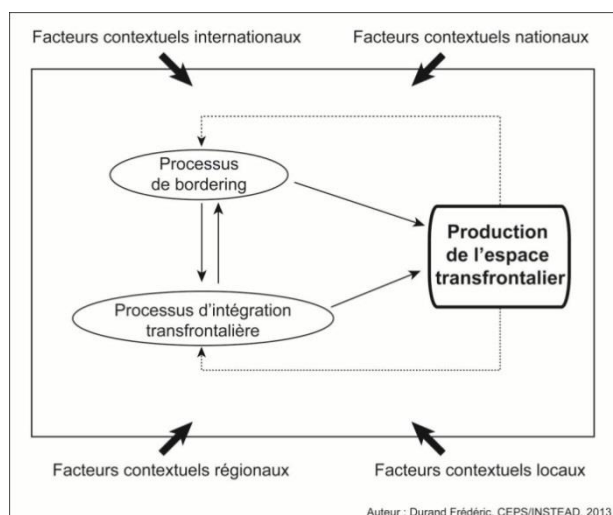 Facteurs contextuels internationaux
Facteurs contextuels nationaux
Processus
de bordering
Production
de l'espace
transfrontalier
Processus d'intégration
transfrontalière
Facteurs contextuels régionaux
Facteurs contextuels locaux
Auteur : Durand Frédéric, CEPS/INSTEAD, 2013